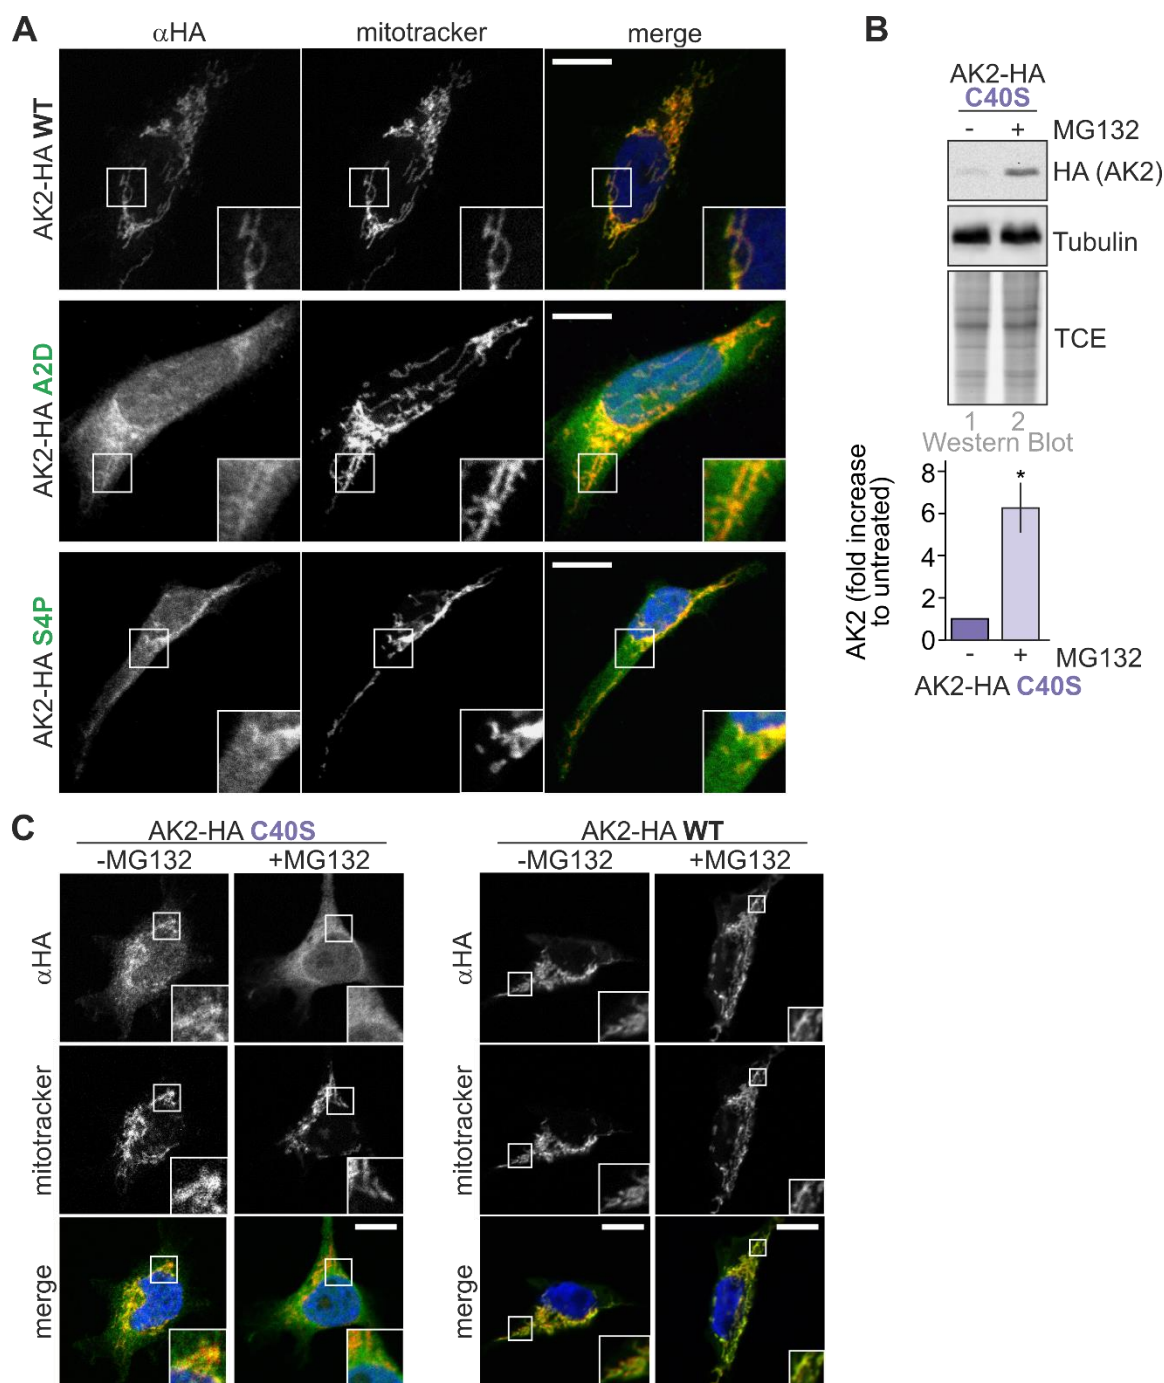 A
αHA
mitotracker
merge
AK2-HA WT
AK2-HA A2D
AK2-HA S4P
B
AK2-HA
C40S
- + MG132
HA (AK2)
Tubulin
TCE
1 2
Western Blot
AK2 (fold increase
to untreated)
8
*
6
4
2
0
- + MG132
AK2-HA C40S
C
AK2-HA C40S
-MG132 +MG132
αHA
mitotracker
merge
AK2-HA WT
-MG132 +MG132
αHA
mitotracker
merge